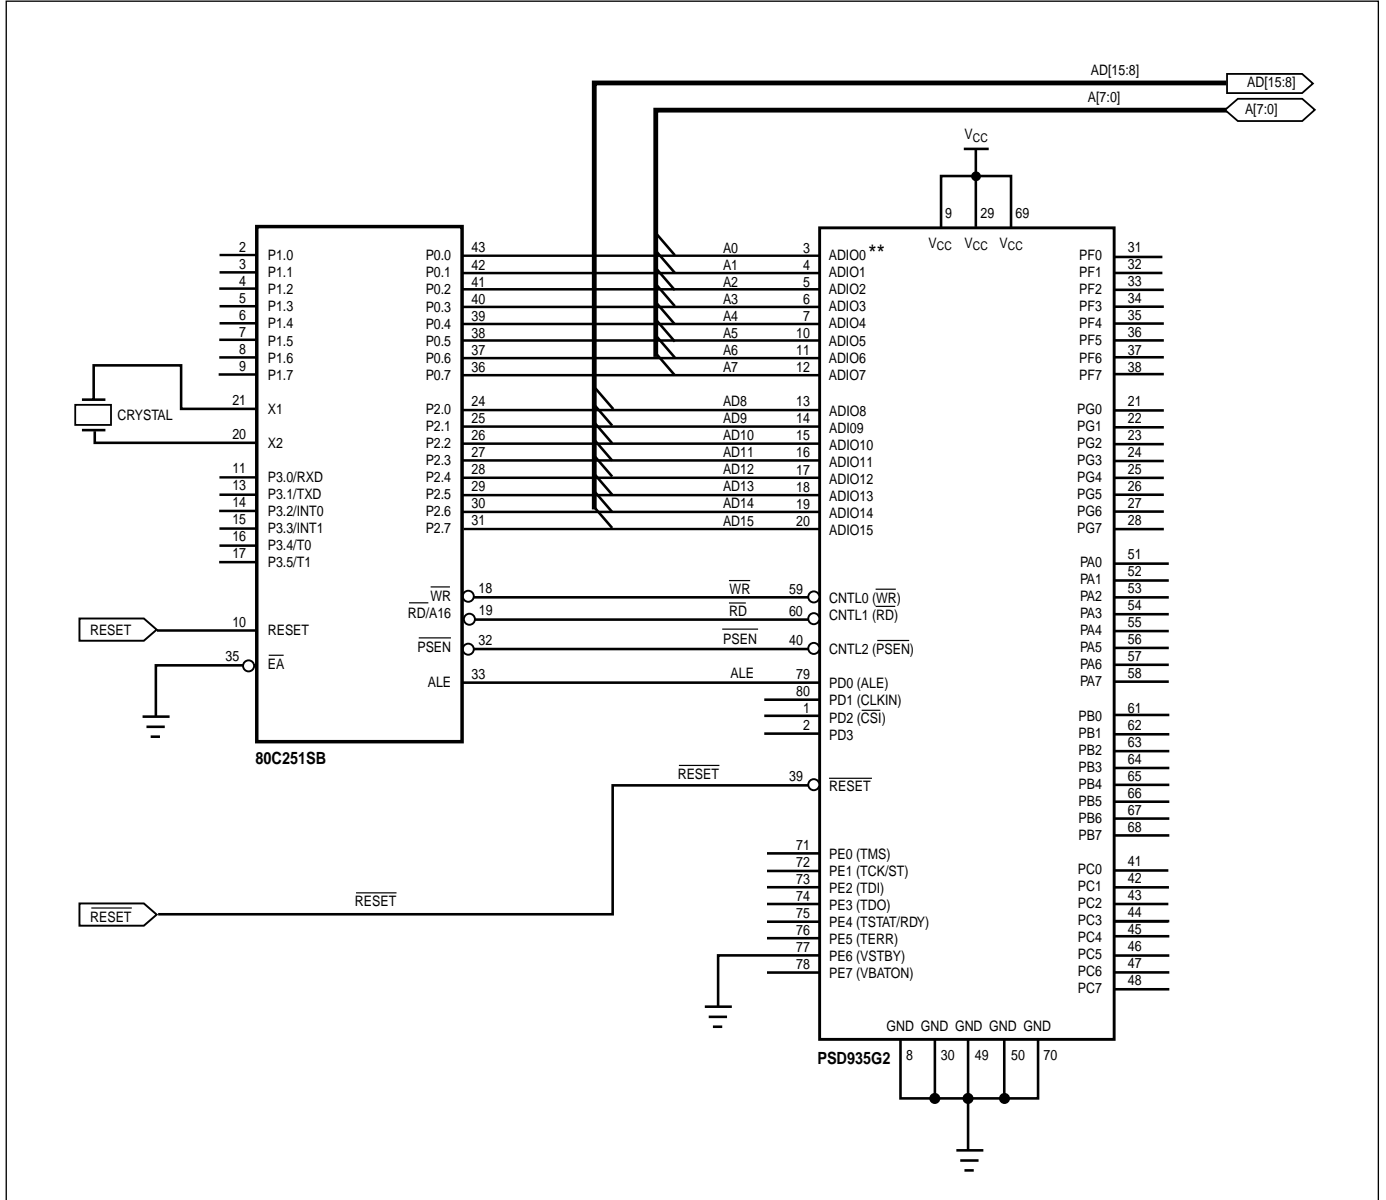 AD[15:8]
AD[15:8]
A[7:0]
A[7:0]
VCC
9 29 69
VCC VCC VCC
2 P1.0
3 P1.1
4 P1.2
5 P1.3
6 P1.4
7 P1.5
8 P1.6
9 P1.7
CRYSTAL
21 X1
20 X2
11 P3.0/RXD
13 P3.1/TXD
14 P3.2/INT0
15 P3.3/INT1
16 P3.4/T0
17 P3.5/T1
RESET 10 RESET
35 EA
P0.0 43 A0 3 ADIO0**
P0.1 42 A1 4 ADIO1
P0.2 41 A2 5 ADIO2
P0.3 40 A3 6 ADIO3
P0.4 39 A4 7 ADIO4
P0.5 38 A5 10 ADIO5
P0.6 37 A6 11 ADIO6
P0.7 36 A7 12 ADIO7
P2.0 24 AD8 13 ADIO8
P2.1 25 AD9 14 ADI09
P2.2 26 AD10 15 ADIO10
P2.3 27 AD11 16 ADIO11
P2.4 28 AD12 17 ADIO12
P2.5 29 AD13 18 ADIO13
P2.6 30 AD14 19 ADIO14
P2.7 31 AD15 20 ADIO15
WR 18 WR 59 CNTL0 (WR)
RD/A16 19 RD 60 CNTL1 (RD)
PSEN 32 PSEN 40 CNTL2 (PSEN)
ALE 33 ALE 79 PD0 (ALE)
80 PD1 (CLKIN)
1 PD2 (CSI)
2 PD3
80C251SB
RESET 39 RESET
RESET RESET
71 PE0 (TMS)
72 PE1 (TCK/ST)
73 PE2 (TDI)
74 PE3 (TDO)
75 PE4 (TSTAT/RDY)
76 PE5 (TERR)
77 PE6 (VSTBY)
78 PE7 (VBATON)
PF0 31
PF1 32
PF2 33
PF3 34
PF4 35
PF5 36
PF6 37
PF7 38
PG0 21
PG1 22
PG2 23
PG3 24
PG4 25
PG5 26
PG6 27
PG7 28
PA0 51
PA1 52
PA2 53
PA3 54
PA4 55
PA5 56
PA6 57
PA7 58
PB0 61
PB1 62
PB2 63
PB3 64
PB4 65
PB5 66
PB6 67
PB7 68
PC0 41
PC1 42
PC2 43
PC3 44
PC4 45
PC5 46
PC6 47
PC7 48
GND GND GND GND GND
PSD935G2 8 30 49 50 70